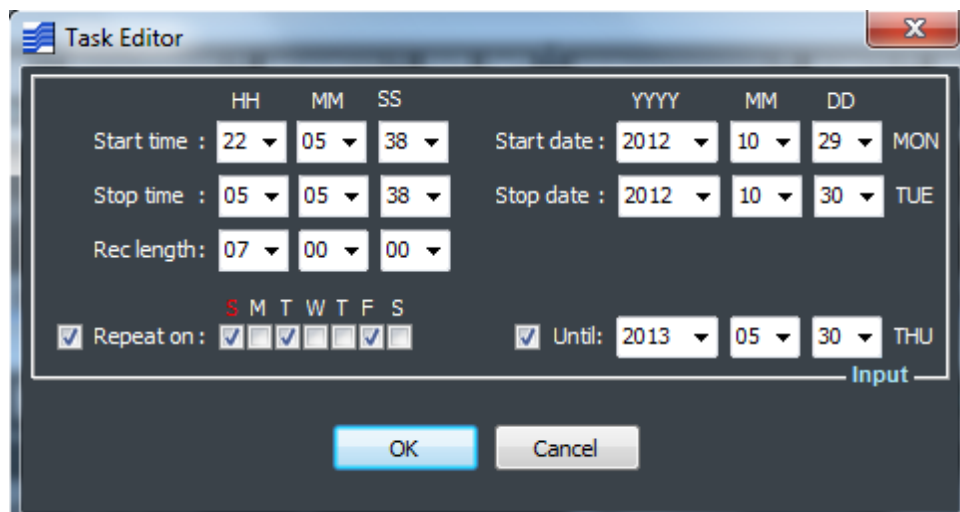 Task Editor
HH MM SS YYYY MM DD
Start time : 22 05 38 Start date : 2012 10 29 MON
Stop time : 05 05 38 Stop date : 2012 10 30 TUE
Rec length : 07 00 00
S M T W T F S
Repeat on : Until: 2013 05 30 THU
Input
OK Cancel